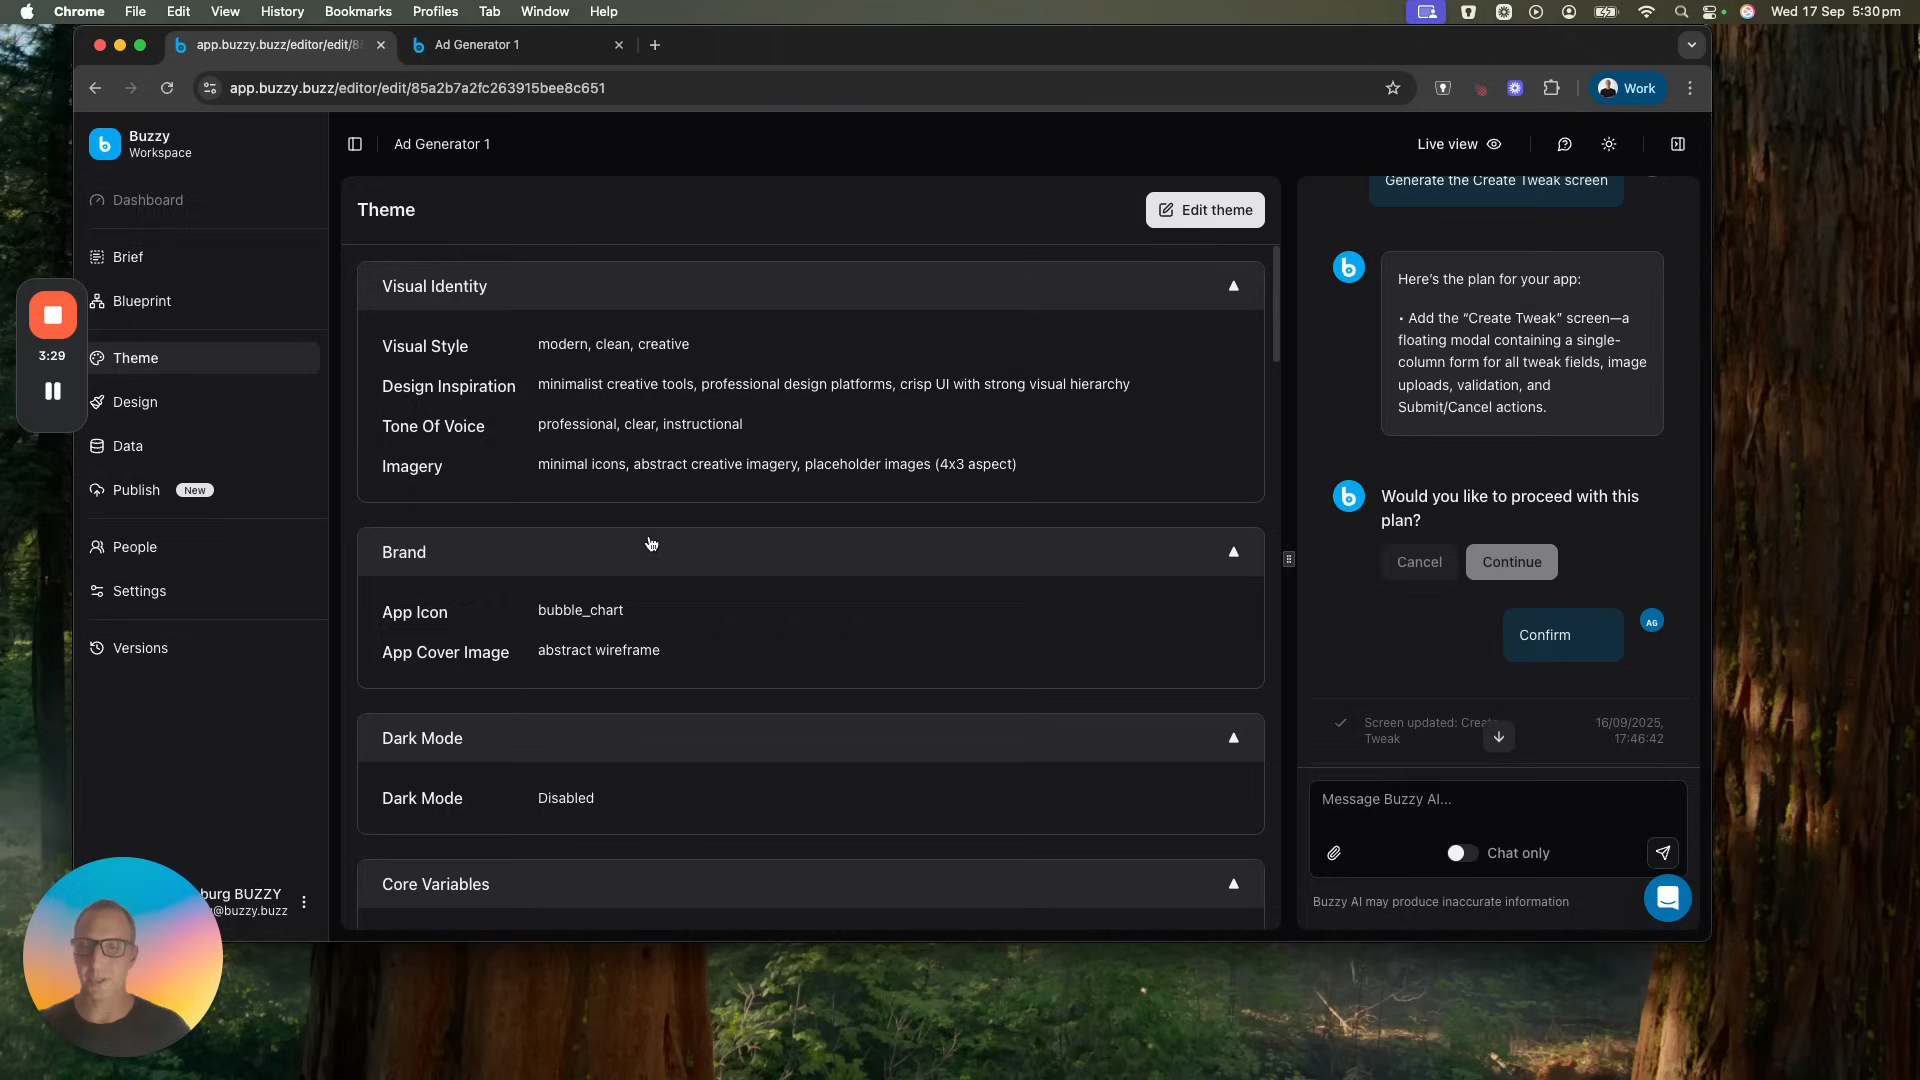 Chrome File Edit View History Bookmarks Profiles Tab Window Help
Wed 17 Sep 5:30 pm
app.buzzy.buzz/editor/edit/8
Ad Generator 1
app.buzzy.buzz/editor/edit/85a2b7a2fc263915bee8c651
Work
Buzzy
Workspace
Dashboard
Brief
Blueprint
3:29
Theme
Design
Data
Publish New
People
Settings
Versions
burg BUZZY
@buzzy.buzz
Ad Generator 1
Live view
Theme
Edit theme
Visual Identity
Visual Style modern, clean, creative
Design Inspiration minimalist creative tools, professional design platforms, crisp UI with strong visual hierarchy
Tone Of Voice professional, clear, instructional
Imagery minimal icons, abstract creative imagery, placeholder images (4x3 aspect)
Brand
App Icon bubble_chart
App Cover Image abstract wireframe
Dark Mode
Dark Mode Disabled
Core Variables
Generate the Create Tweak screen
Here's the plan for your app:
• Add the “Create Tweak” screen—a
floating modal containing a single-
column form for all tweak fields, image
uploads, validation, and
Submit/Cancel actions.
Would you like to proceed with this
plan?
Cancel Continue
Confirm
AG
Screen updated: Create
Tweak
16/09/2025,
17:46:42
Message Buzzy AI...
Chat only
Buzzy AI may produce inaccurate information